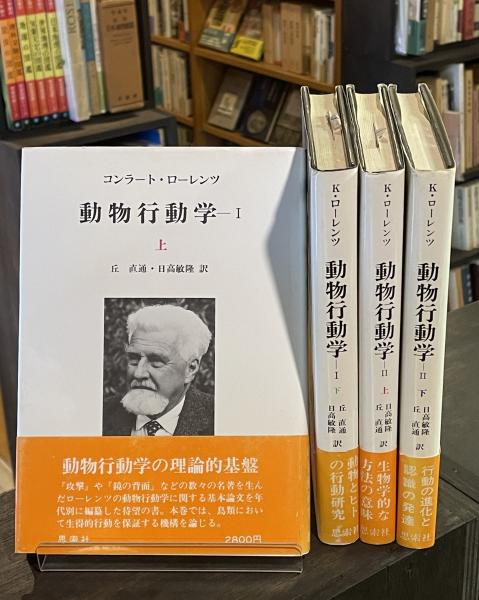 コンラート・ローレンツ
動物行動学―I
上
丘 直通・日高敏隆 訳
動物行動学の理論的基盤
『攻撃』や『鏡の背面』などの数々の名著を生ん
だローレンツの動物行動学に関する基本論文を年
代別に編纂した待望の書。本巻では、鳥類におい
て生得的行動を保証する機構を論じる。
思索社
2800円
K・ローレンツ
動物行動学―I 下
丘 直通
日高敏隆 訳
動物とヒト
の行動研究
思索社
K・ローレンツ
動物行動学―II 上
日高敏隆
丘 直通 訳
生物学的な
方法の意味
思索社
K・ローレンツ
動物行動学―II 下
日高敏隆
丘 直通 訳
行動の進化と
認識の発達
思索社